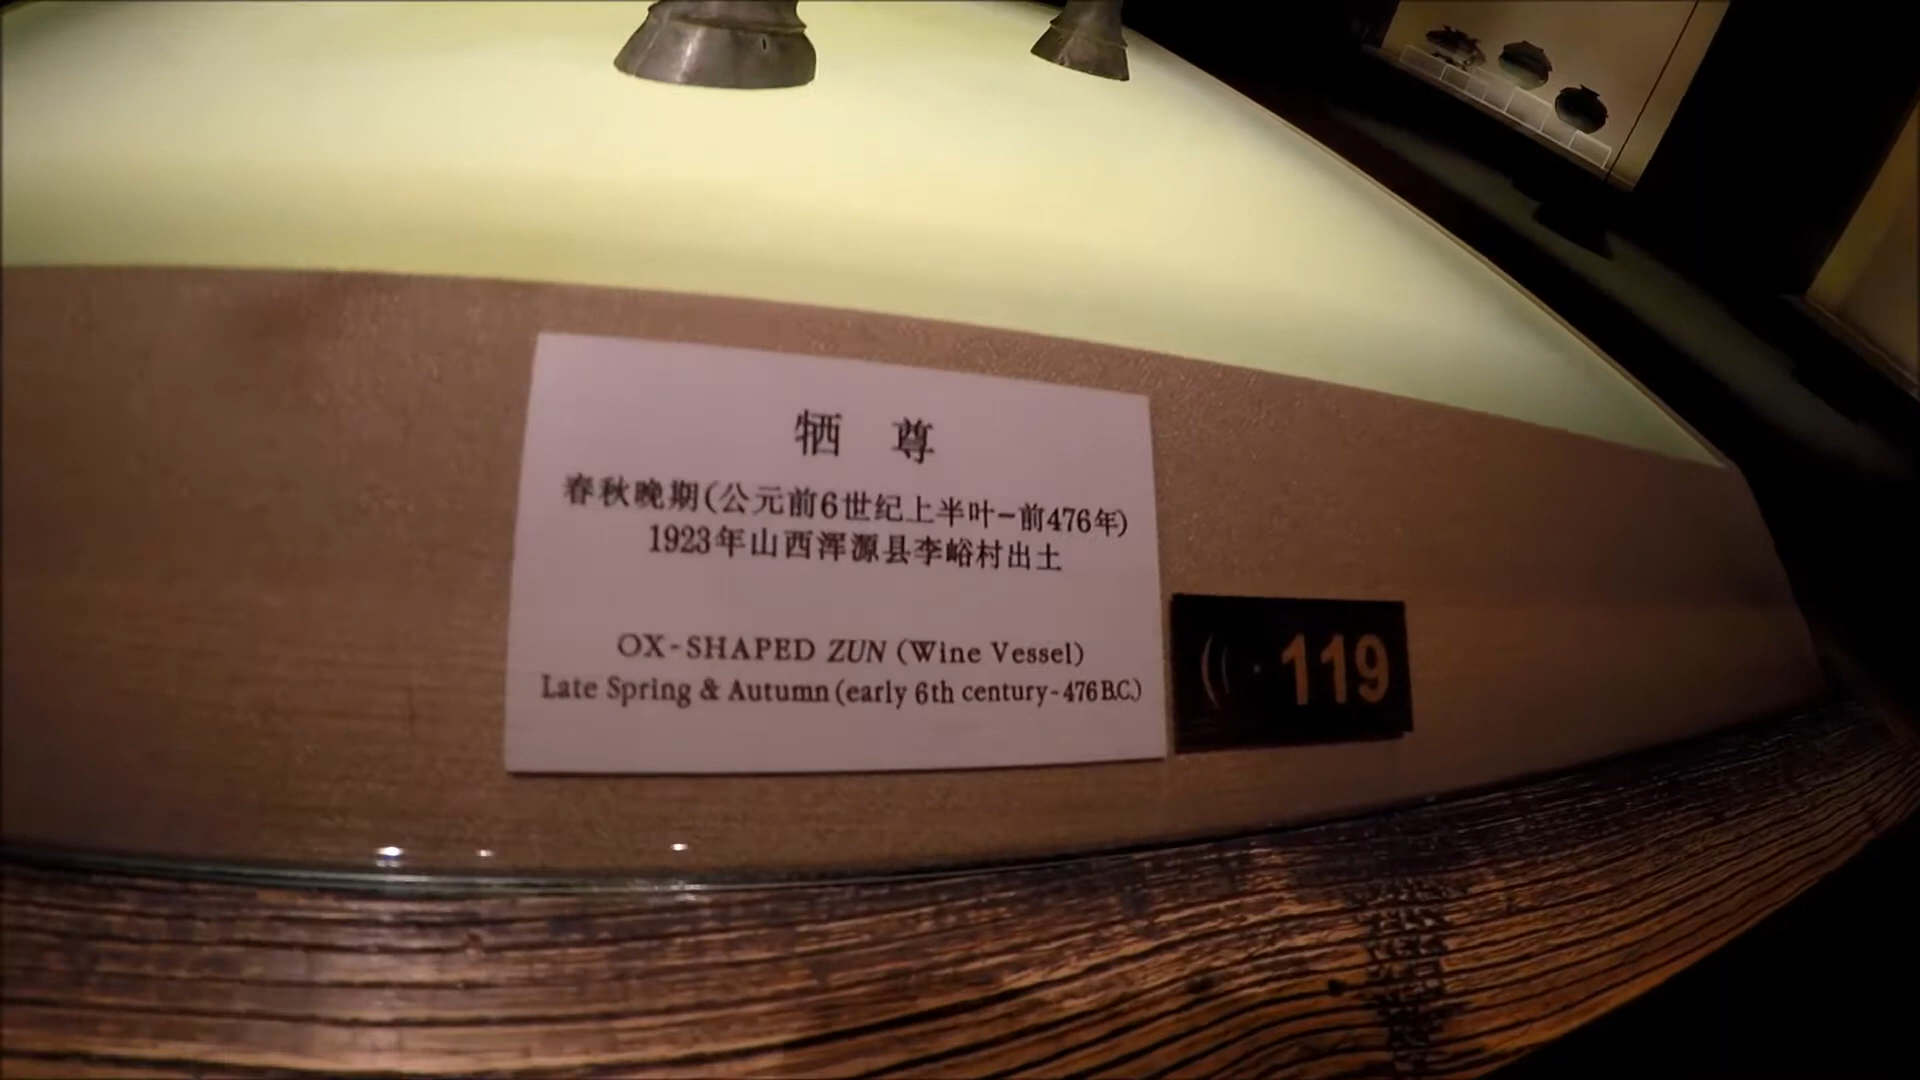 牺 尊
春秋晚期(公元前6世纪上半叶-前476年)
1923年山西浑源县李峪村出土
OX-SHAPED ZUN (Wine Vessel)
Late Spring & Autumn (early 6th century-476 B.C.)
119